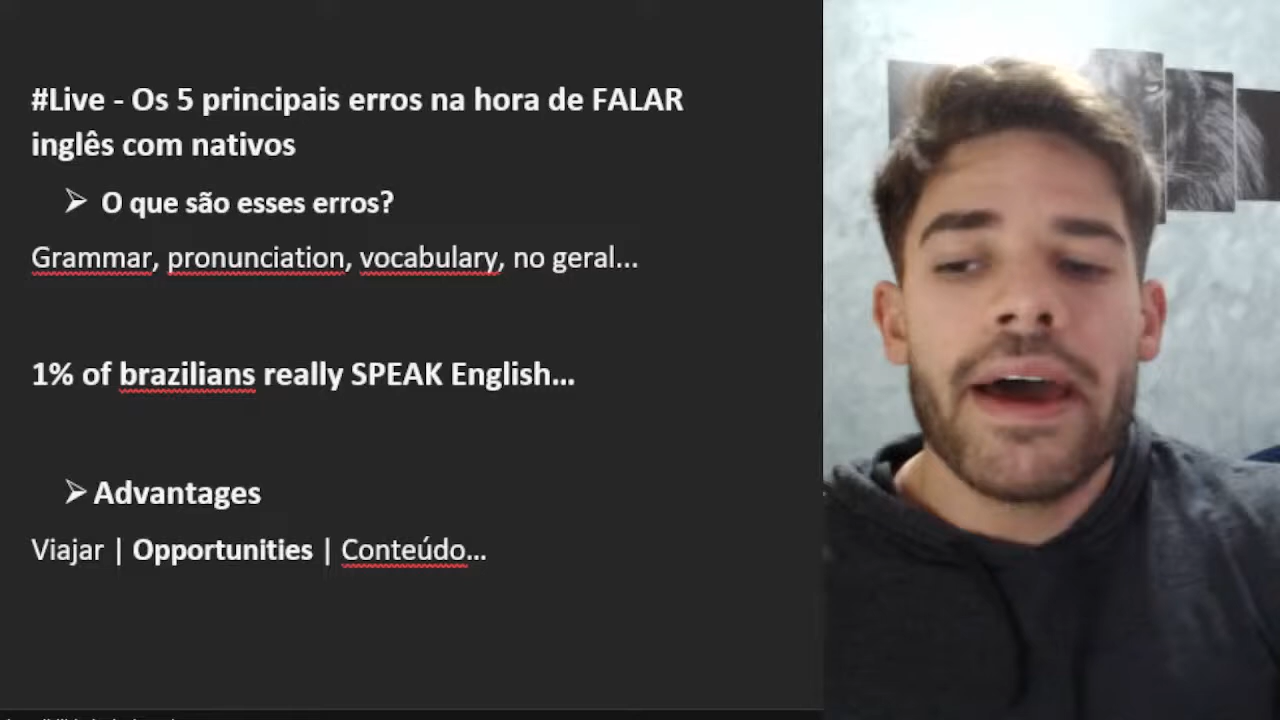 #Live - Os 5 principais erros na hora de FALAR
inglês com nativos
➢ O que são esses erros?
Grammar, pronunciation, vocabulary, no geral...
1% of brazilians really SPEAK English...
➢ Advantages
Viajar | Opportunities | Conteúdo...